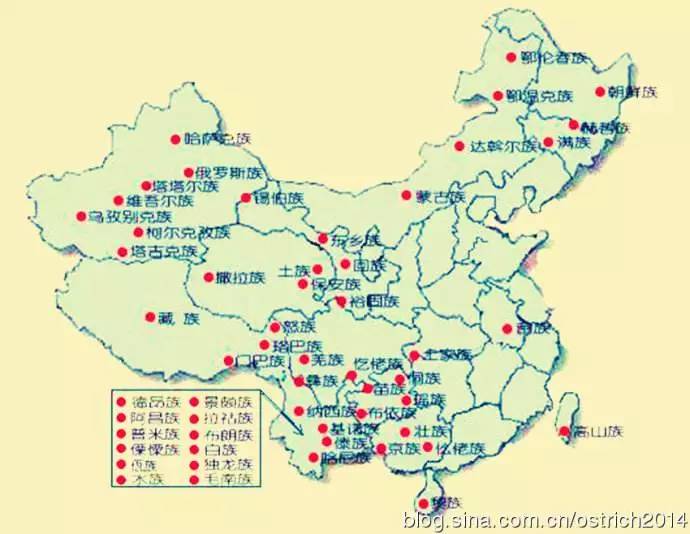 鄂伦春族
鄂温克族
朝鲜族
赫哲族
满族
达斡尔族
哈萨克族
俄罗斯族
塔塔尔族
维吾尔族
锡伯族
蒙古族
乌孜别克族
柯尔克孜族
塔吉克族
东乡族
土族
回族
撒拉族
保安族
裕固族
藏 族
怒族
珞巴族
门巴族
羌族
仡佬族
土家族
彝族
苗族
侗族
瑶族
纳西族
布依族
基诺族
壮族
傣族
京族
仫佬族
哈尼族
高山族
黎族
德昂族 景颇族
阿昌族 拉祜族
普米族 布朗族
傈僳族 白族
佤族 独龙族
水族 毛南族
blog.sina.com.cn/ostrich2014